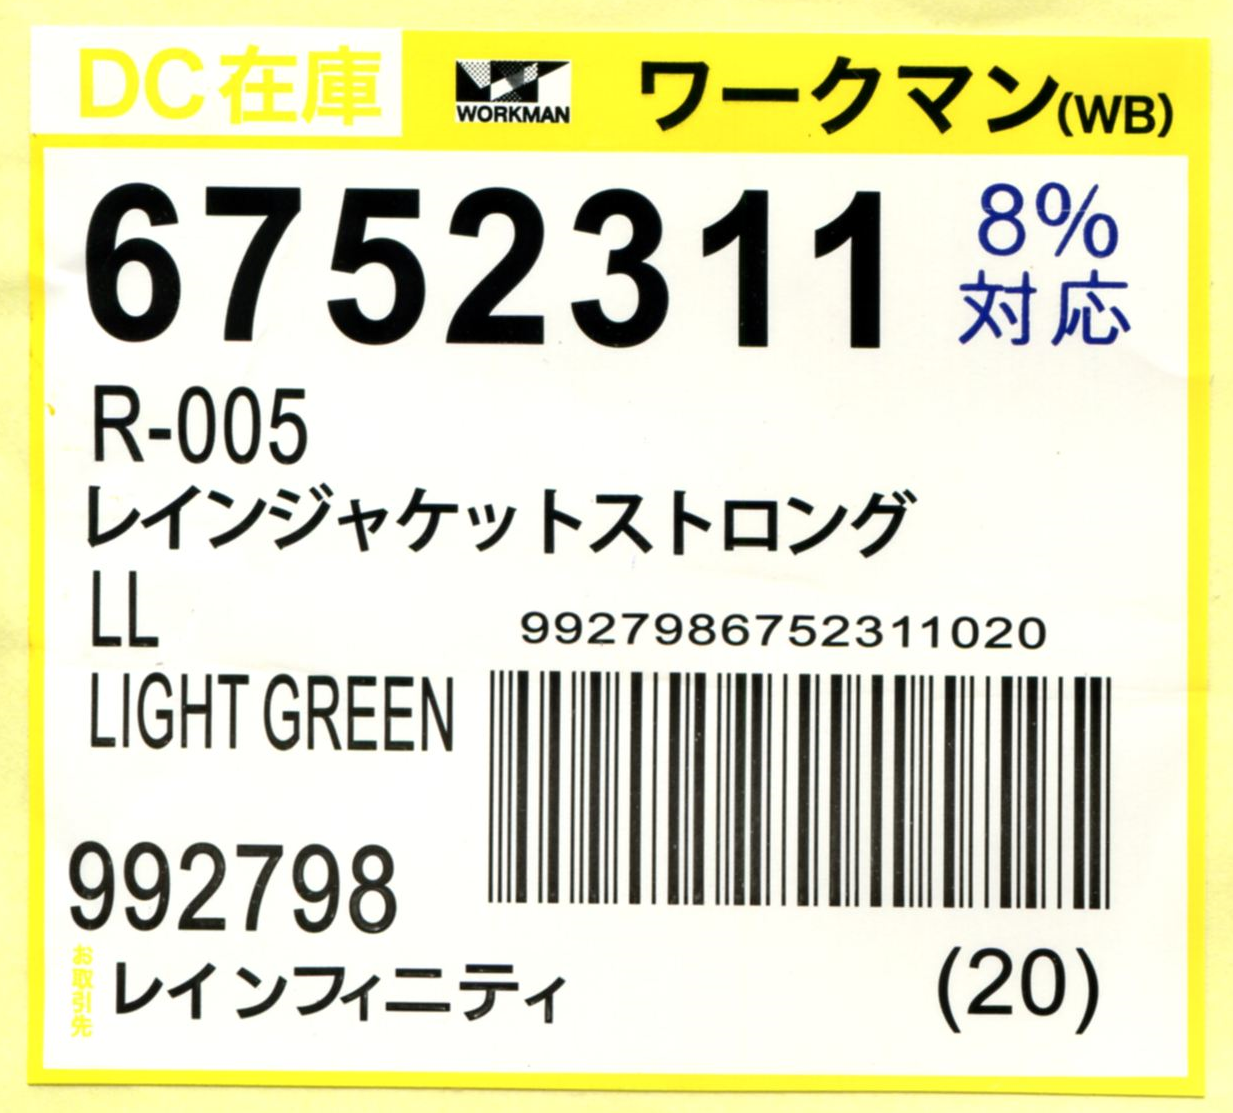 DC在庫
WORKMAN
ワークマン(WB)
6752311
8%
対応
R-005
レインジャケットストロング
LL
9927986752311020
LIGHT GREEN
992798
お取引先
レインフィニティ
(20)